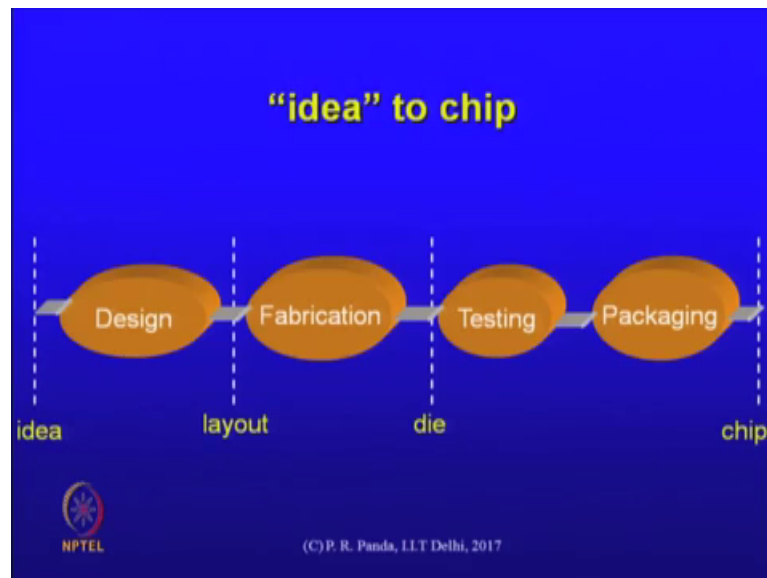 “idea” to chip
Design
Fabrication
Testing
Packaging
idea
layout
die
chip
NPTEL
(C) P. R. Panda, I.I.T Delhi, 2017